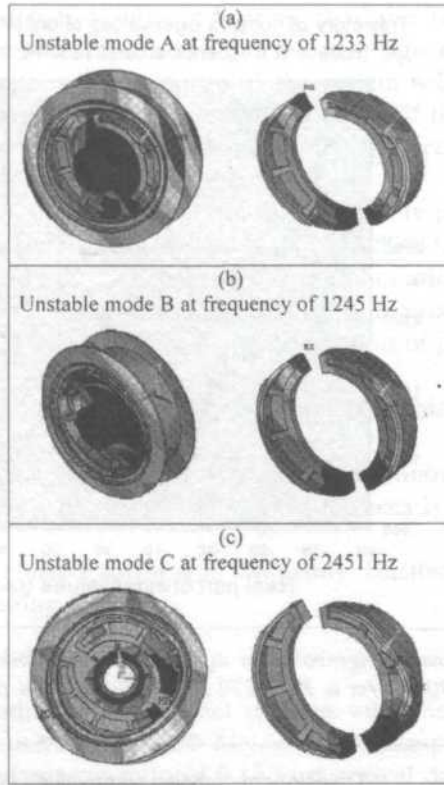 (a)
Unstable mode A at frequency of 1233 Hz
(b)
Unstable mode B at frequency of 1245 Hz
(c)
Unstable mode C at frequency of 2451 Hz